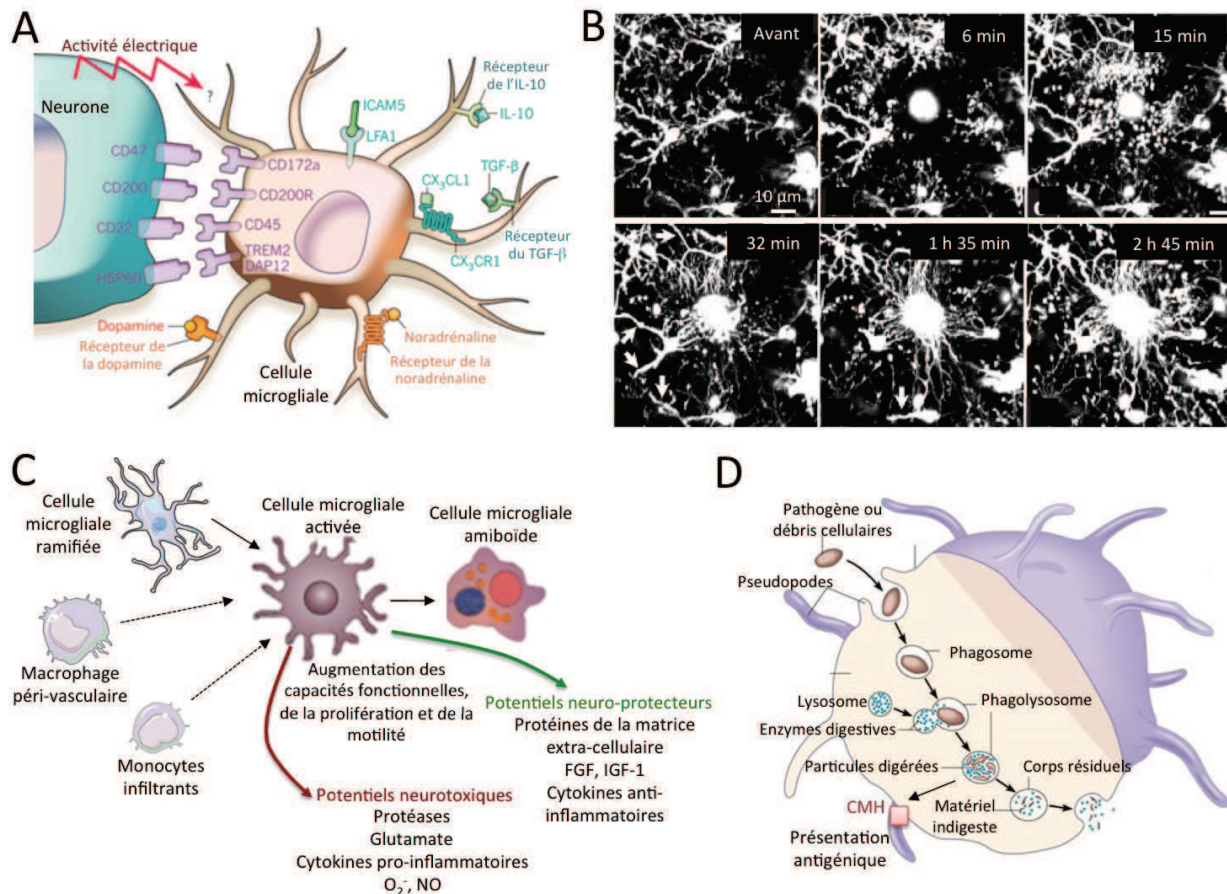 A
Activité électrique
?
Neurone
CD47
CD200
CD22
HSP60
CD172a
CD200R
CD45
TREM2
DAP12
ICAM5
LFA1
Récepteur
de l'IL-10
IL-10
TGF-β
CX3CL1
Récepteur
du TGF-β
CX3CR1
Dopamine
Récepteur de
la dopamine
Noradrénaline
Récepteur de la
noradrénaline
Cellule
microgliale
B
Avant
6 min
15 min
10 µm
32 min
1 h 35 min
2 h 45 min
C
Cellule
microgliale
ramifiée
Cellule microgliale
activée
Cellule microgliale
amiboïde
Macrophage
péri-vasculaire
Monocytes
infiltrants
Augmentation des
capacités fonctionnelles,
de la prolifération et de la
motilité
Potentiels neuro-protecteurs
Protéines de la matrice
extra-cellulaire
FGF, IGF-1
Cytokines anti-
inflammatoires
Potentiels neurotoxiques
Protéases
Glutamate
Cytokines pro-inflammatoires
O2-, NO
D
Pathogène ou
débris cellulaires
Pseudopodes
Phagosome
Lysosome
Phagolysosome
Enzymes digestives
Particules digérées
Corps résiduels
CMH
Matériel
indigeste
Présentation
antigénique